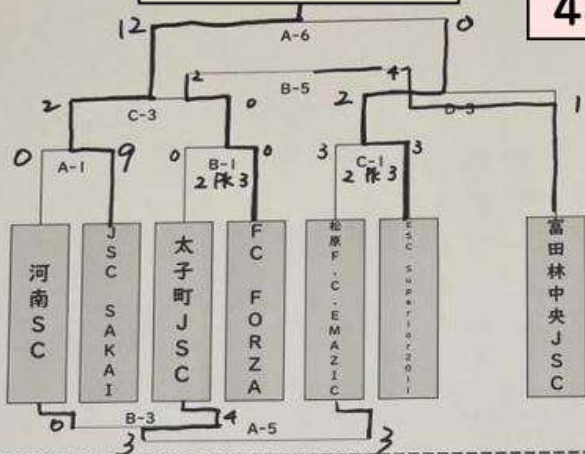 4
12 A-6 0
2 B-5 4
2 C-3 0 2 D-3 1
0 A-1 9 0 B-1 0 3 C-1 3
2 PK 3 2 PK 3
河南SC
JSC SAKAI
太子町JSC
FC FORZA
松原F.C.EMAZIC
ESC Superior2011
富田林中央JSC
0 B-3 4
3 A-5 3